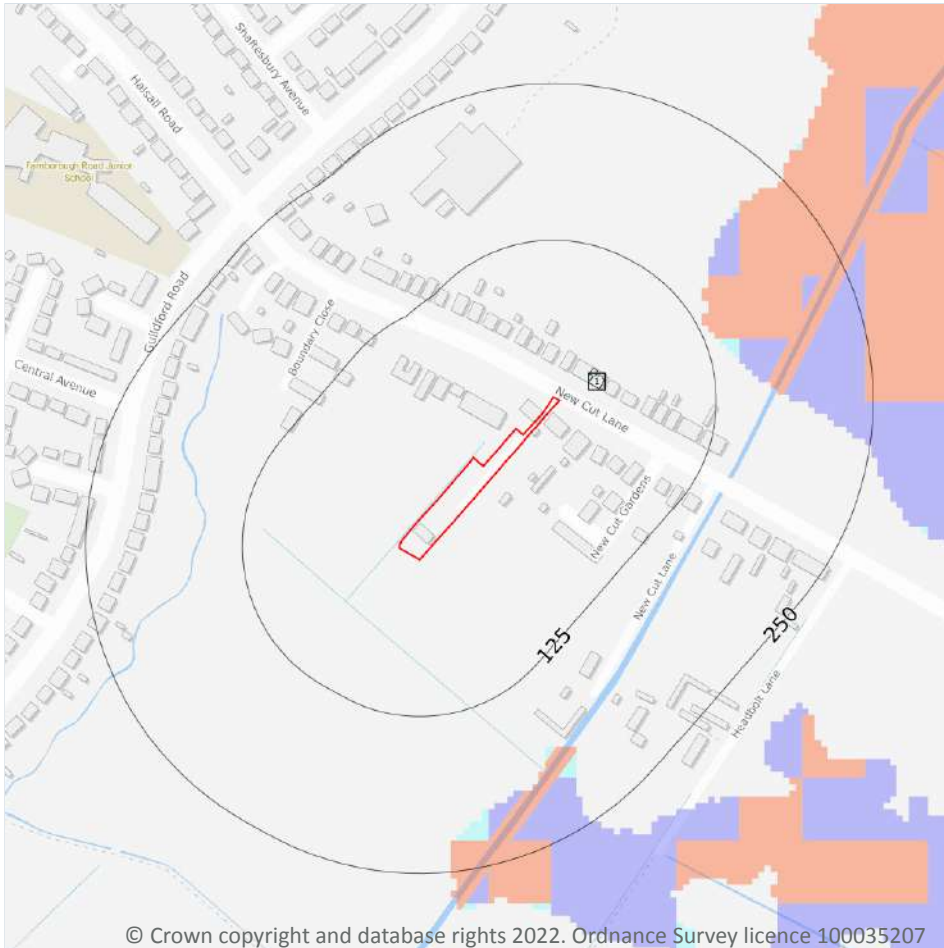 Shaftesbury Avenue
Halsall Road
Farnborough Road Junior
School
Guildford Road
Boundary Close
Central Avenue
1
New Cut Lane
New Cut Gardens
New Cut Lane
125
250
Headbolt Lane
© Crown copyright and database rights 2022. Ordnance Survey licence 100035207